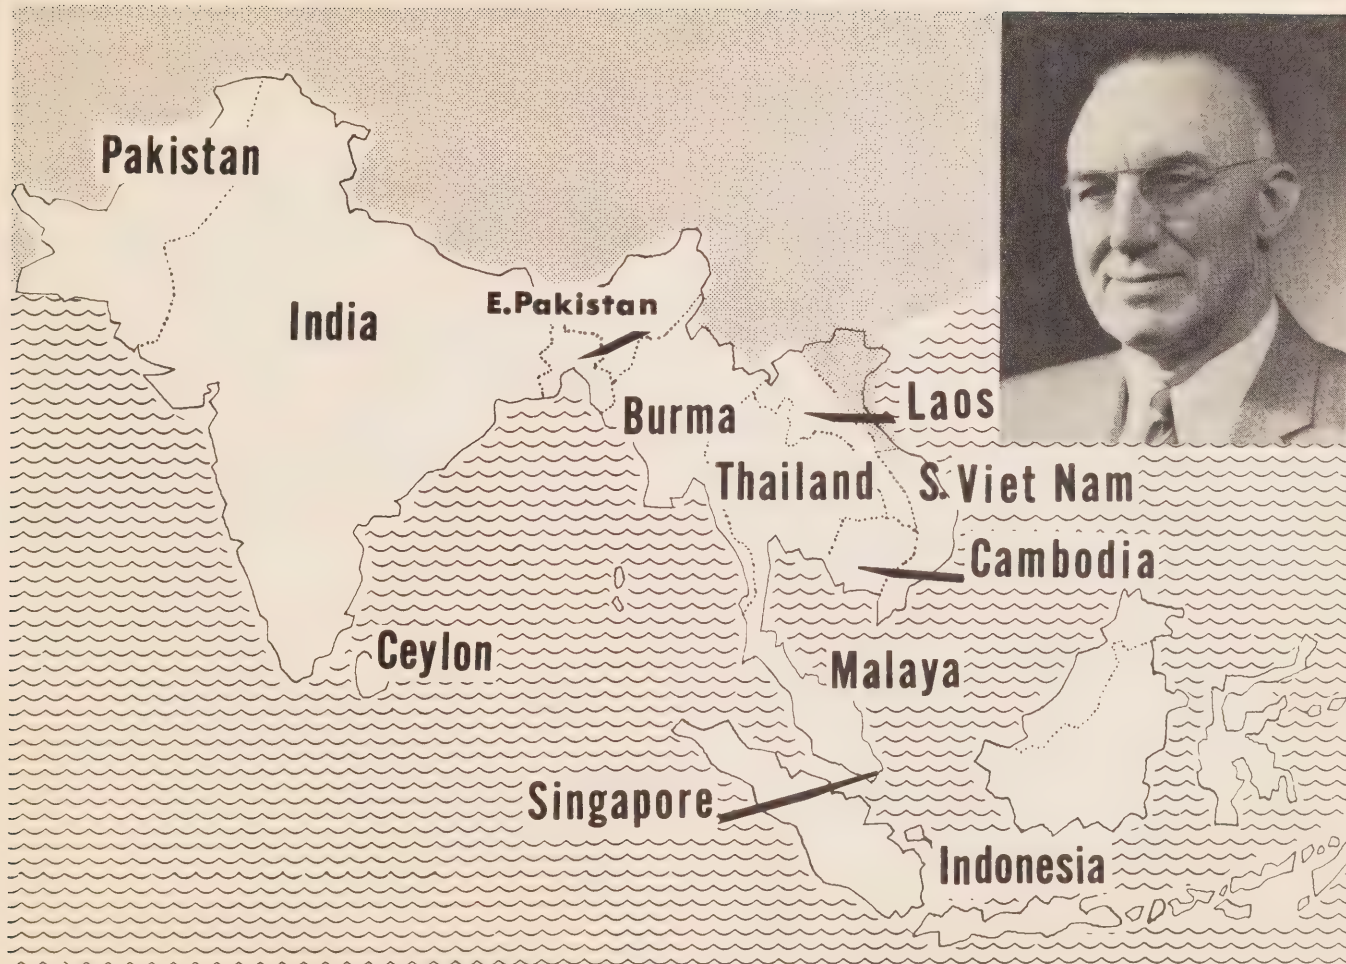 Pakistan
India
E.Pakistan
Burma
Laos
Thailand
S. Viet Nam
Cambodia
Ceylon
Malaya
Singapore
Indonesia